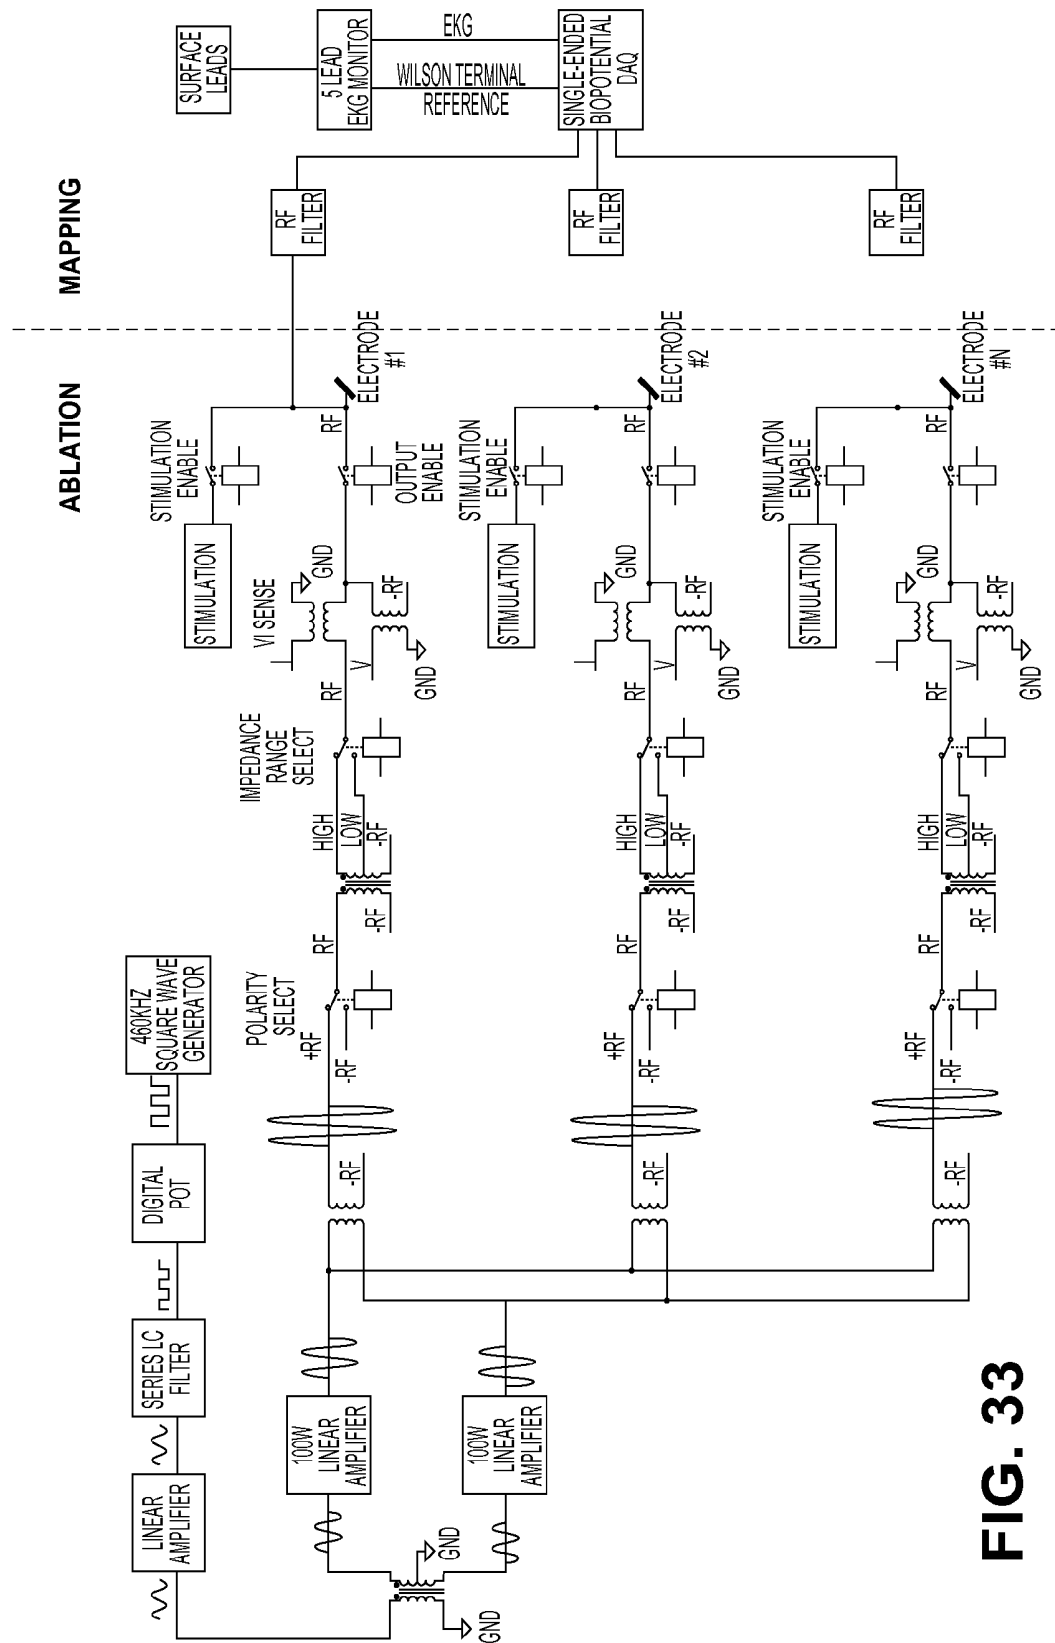 ABLATION
MAPPING
460KHZ
SQUARE WAVE
GENERATOR
DIGITAL
POT
SERIES LC
FILTER
LINEAR
AMPLIFIER
GND
GND
100W
LINEAR
AMPLIFIER
100W
LINEAR
AMPLIFIER
-RF
+RF
-RF
POLARITY
SELECT
RF
-RF
HIGH
LOW
-RF
IMPEDANCE
RANGE
SELECT
RF
VI SENSE
I
V
GND
GND
-RF
STIMULATION
STIMULATION
ENABLE
OUTPUT
ENABLE
RF
ELECTRODE
#1
-RF
+RF
-RF
RF
-RF
HIGH
LOW
-RF
RF
I
V
GND
GND
-RF
STIMULATION
STIMULATION
ENABLE
RF
ELECTRODE
#2
-RF
+RF
-RF
RF
-RF
HIGH
LOW
-RF
RF
I
V
GND
GND
-RF
STIMULATION
STIMULATION
ENABLE
RF
ELECTRODE
#N
RF
FILTER
RF
FILTER
RF
FILTER
SURFACE
LEADS
5 LEAD
EKG MONITOR
EKG
WILSON TERMINAL
REFERENCE
SINGLE-ENDED
BIOPOTENTIAL
DAQ
FIG. 33